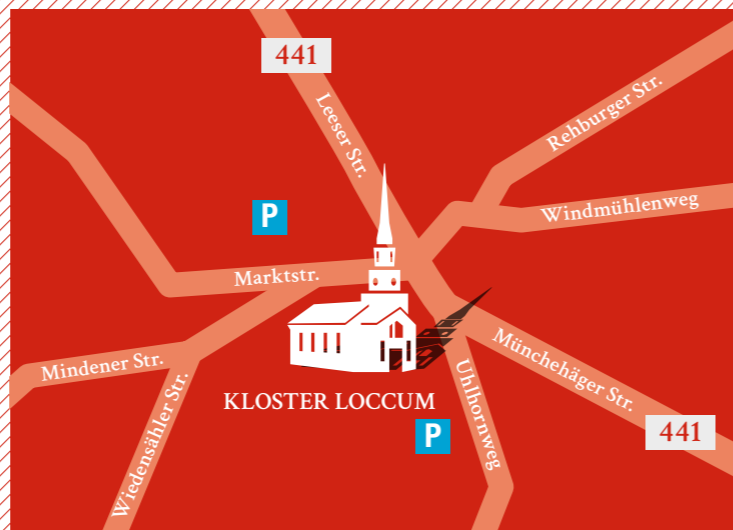 441
Leeser Str.
Rehburger Str.
Windmühlenweg
P
Marktstr.
Mindener Str.
Wiedensähler Str.
KLOSTER LOCCUM
P
Uhlhornweg
Münchehäger Str.
441